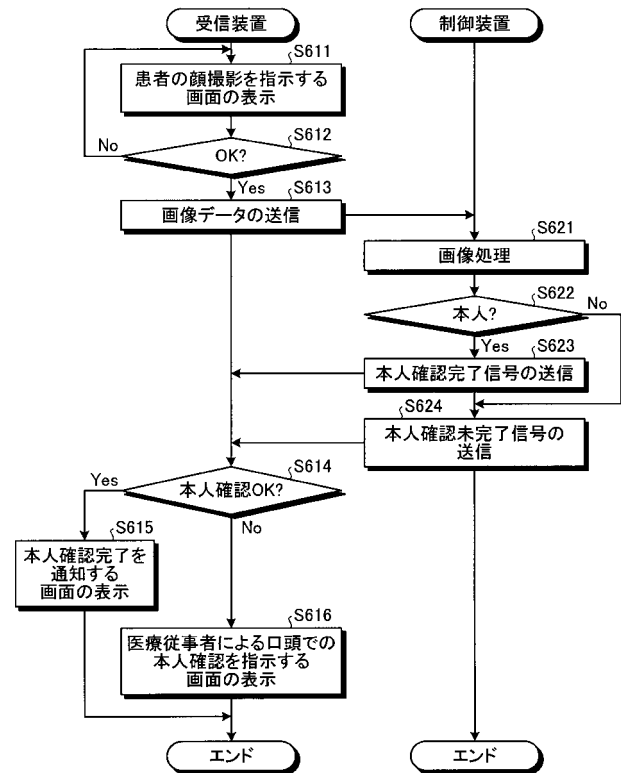 受信装置
制御装置
S611
患者の顔撮影を指示する
画面の表示
S612
No
OK?
Yes
S613
画像データの送信
S621
画像処理
S622
No
本人?
Yes
S623
本人確認完了信号の送信
S624
本人確認未完了信号の
送信
S614
Yes
本人確認OK?
No
S615
本人確認完了を
通知する
画面の表示
S616
医療従事者による口頭での
本人確認を指示する
画面の表示
エンド
エンド